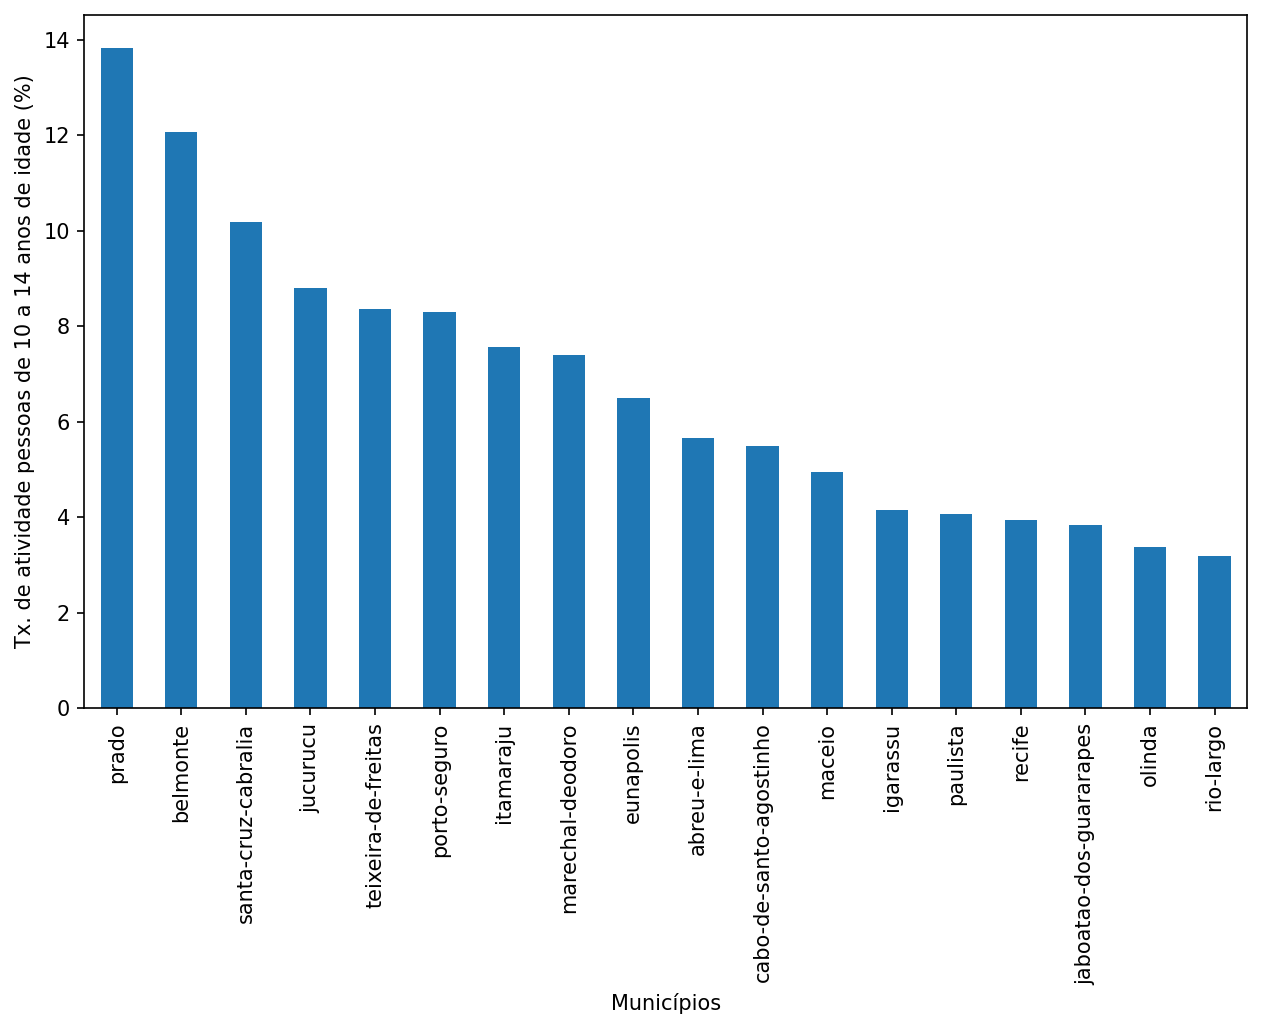 Tx. de atividade pessoas de 10 a 14 anos de idade (%)
14
12
10
8
6
4
2
0
prado
belmonte
santa-cruz-cabralia
jucurucu
teixeira-de-freitas
porto-seguro
itamaraju
marechal-deodoro
eunapolis
abreu-e-lima
cabo-de-santo-agostinho
maceio
igarassu
paulista
recife
jaboatao-dos-guararapes
olinda
rio-largo
Municípios